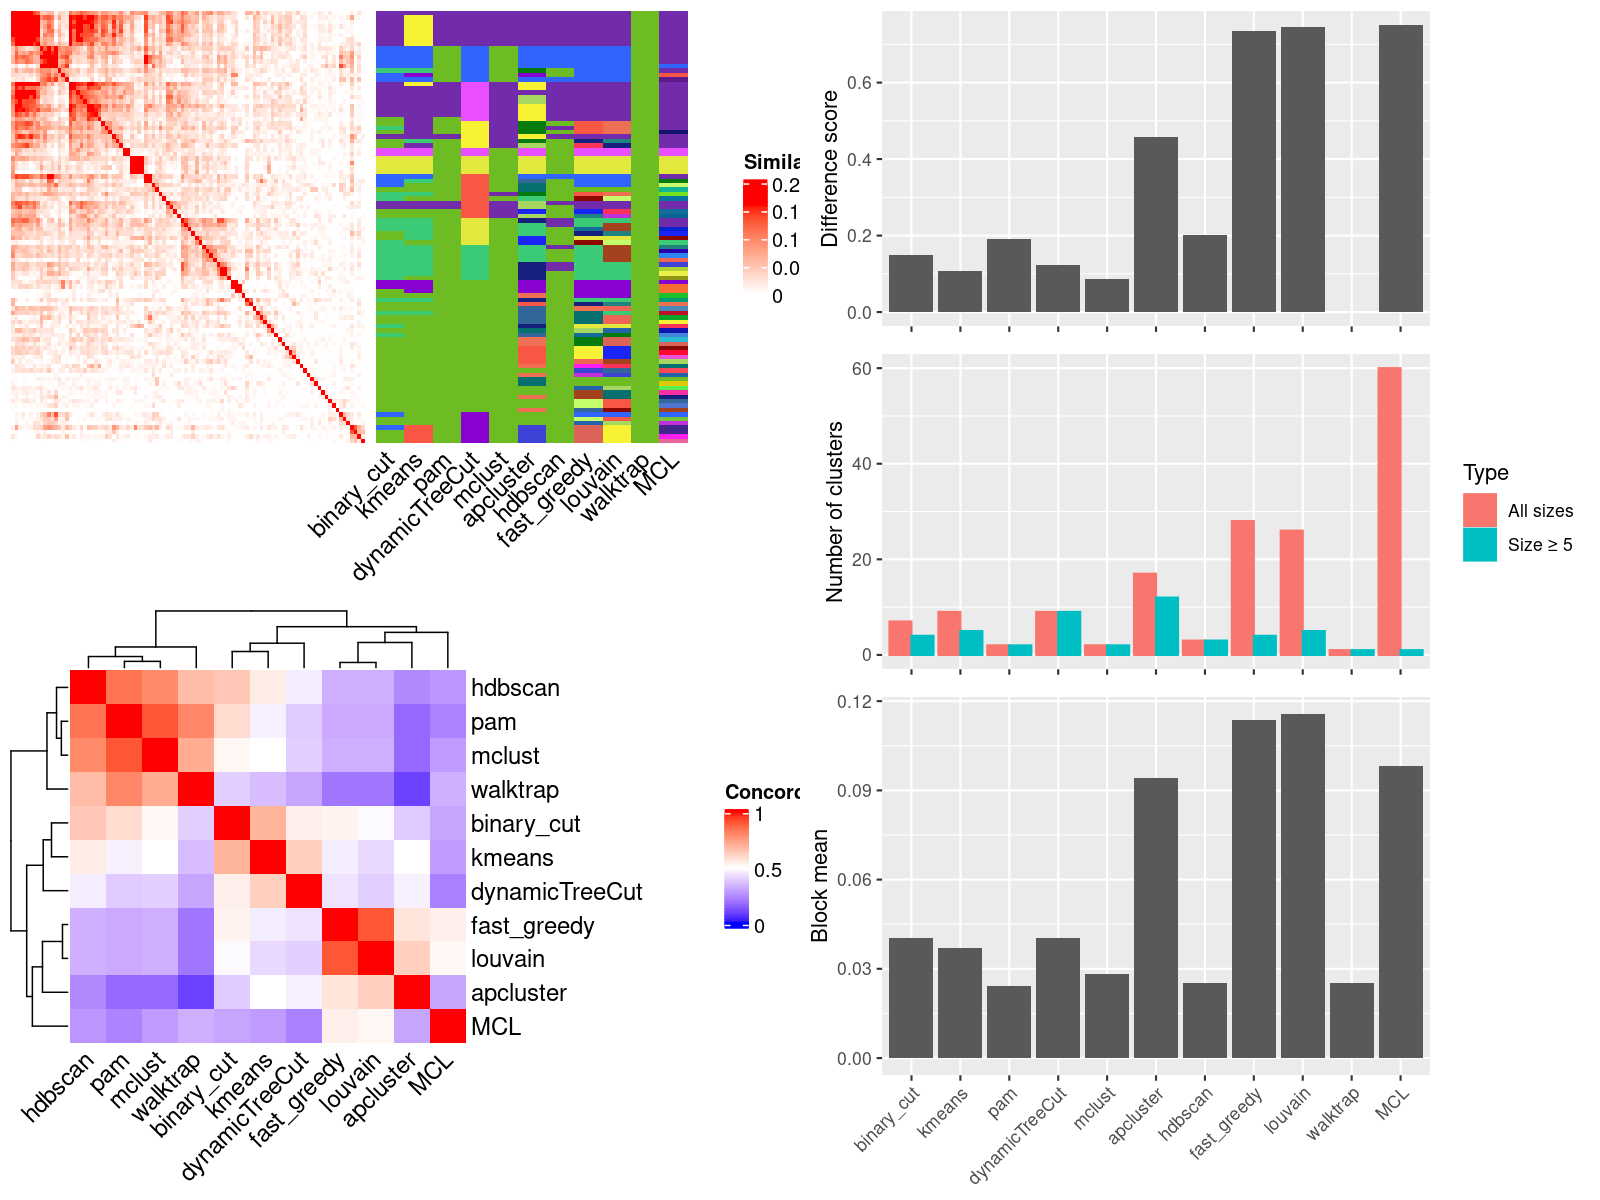 binary_cut
kmeans
pam
dynamicTreeCut
mclust
apcluster
hdbscan
fast_greedy
louvain
walktrap
MCL
Simila
0.2
0.1
0.1
0.0
0
hdbscan
pam
mclust
walktrap
binary_cut
kmeans
dynamicTreeCut
fast_greedy
louvain
apcluster
MCL
hdbscan
pam
mclust
walktrap
binary_cut
kmeans
dynamicTreeCut
fast_greedy
louvain
apcluster
MCL
Concord
1
0.5
0
Difference score
0.6
0.4
0.2
0.0
Number of clusters
60
40
20
0
Type
All sizes
Size ≥ 5
Block mean
0.12
0.09
0.06
0.03
0.00
binary_cut
kmeans
pam
dynamicTreeCut
mclust
apcluster
hdbscan
fast_greedy
louvain
walktrap
MCL